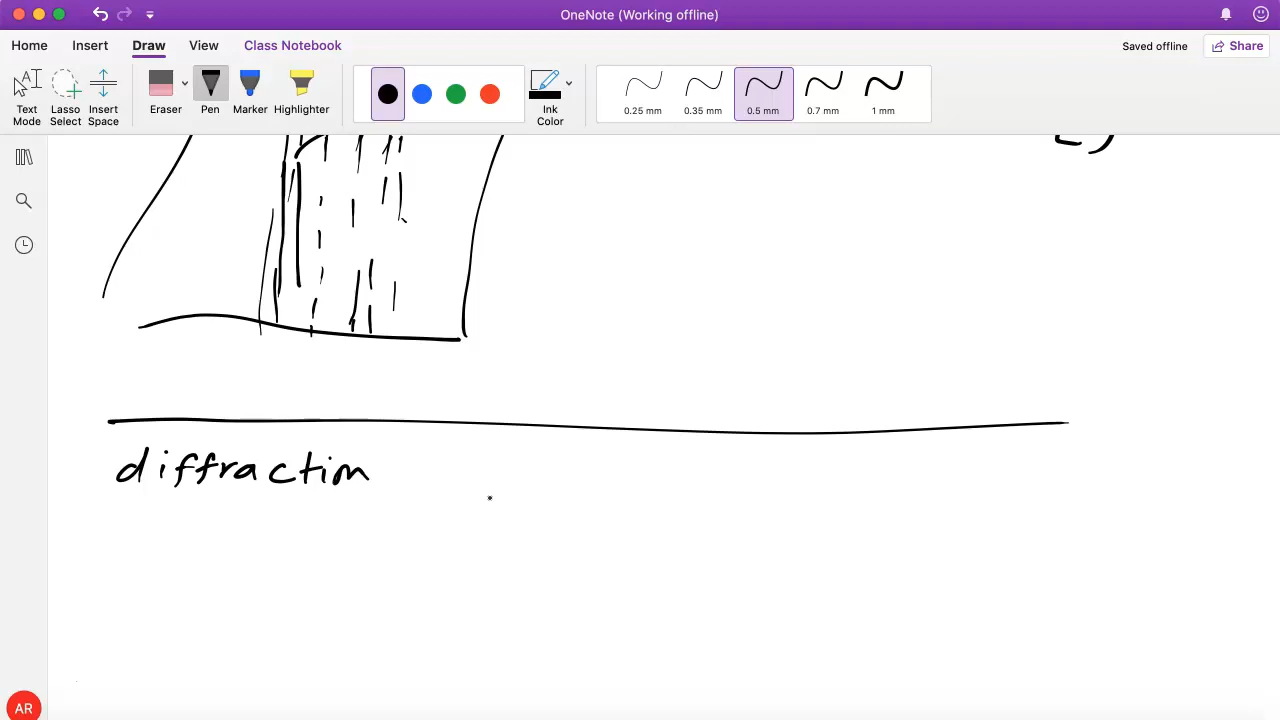 OneNote (Working offline)
Home Insert Draw View Class Notebook
Saved offline Share
Text Mode Lasso Select Insert Space Eraser Pen Marker Highlighter Ink Color 0.25 mm 0.35 mm 0.5 mm 0.7 mm 1 mm
diffraction
AR